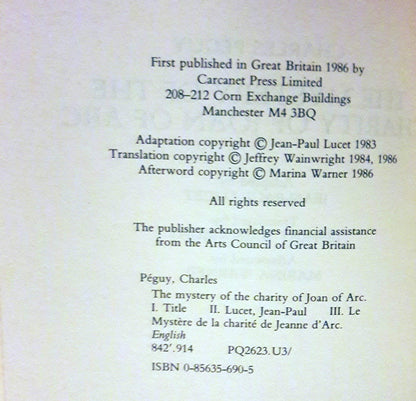 First published in Great Britain 1986 by
Carcanet Press Limited
208–212 Corn Exchange Buildings
Manchester M4 3BQ
Adaptation copyright © Jean-Paul Lucet 1983
Translation copyright © Jeffrey Wainwright 1984, 1986
Afterword copyright © Marina Warner 1986
All rights reserved
The publisher acknowledges financial assistance
from the Arts Council of Great Britain
Péguy, Charles
The mystery of the charity of Joan of Arc.
I. Title II. Lucet, Jean-Paul III. Le
Mystère de la charité de Jeanne d'Arc.
English
842'.914 PQ2623.U3/
ISBN 0-85635-690-5